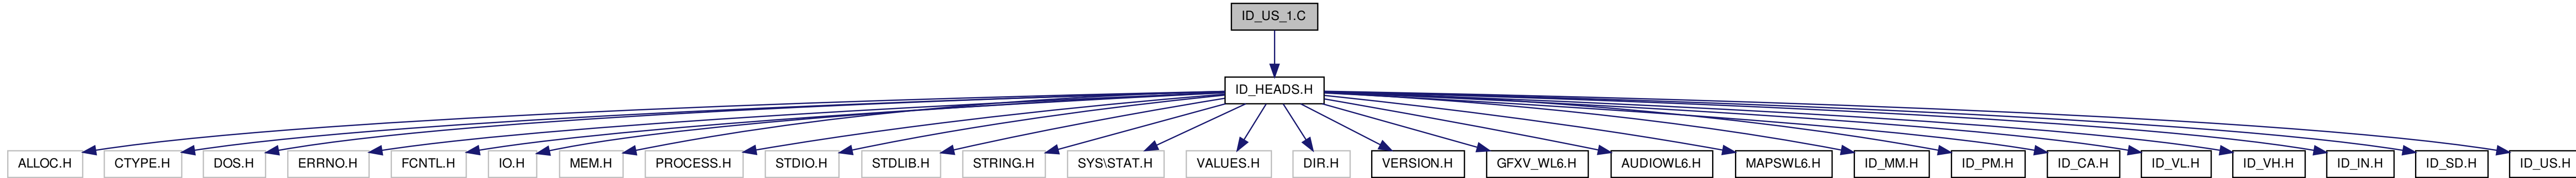 ID_US_1.C
ID_HEADS.H
ALLOC.H CTYPE.H DOS.H ERRNO.H FCNTL.H IO.H MEM.H PROCESS.H STDIO.H STDLIB.H STRING.H SYS\STAT.H VALUES.H DIR.H VERSION.H GFXV_WL6.H AUDIOWL6.H MAPSWL6.H ID_MM.H ID_PM.H ID_CA.H ID_VL.H ID_VH.H ID_IN.H ID_SD.H ID_US.H